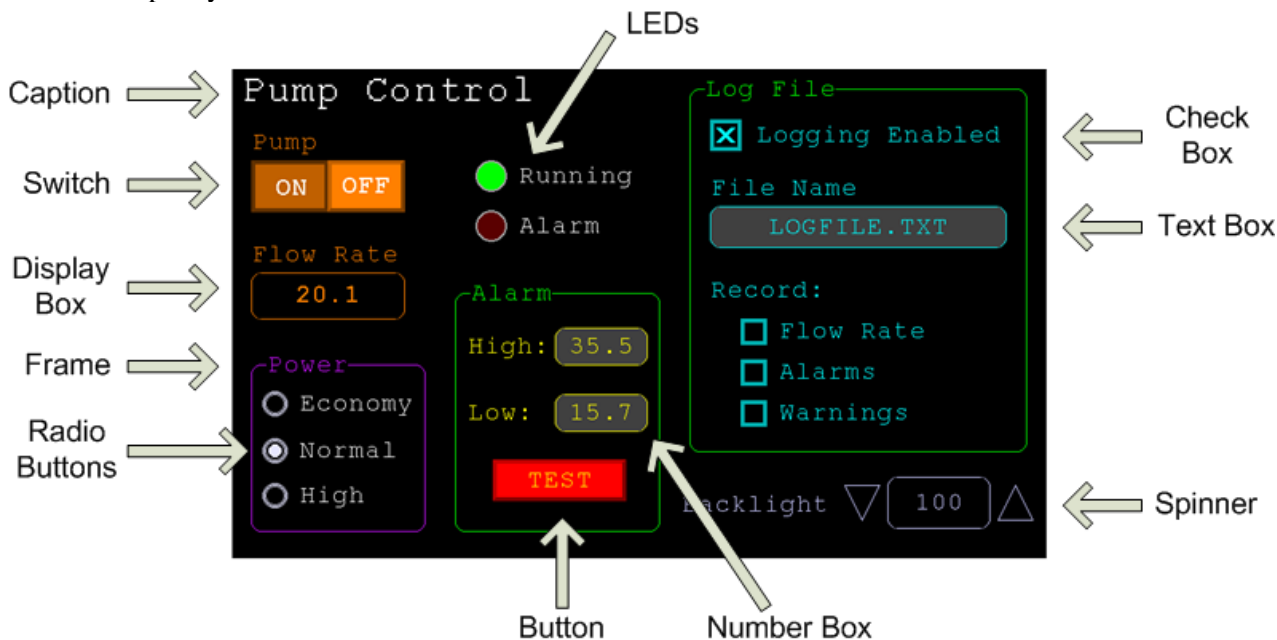 LEDs
Caption
Pump Control
Log File
Logging Enabled
Check
Box
Pump
Switch
ON OFF
Running
File Name
LOGFILE.TXT
Text Box
Alarm
Flow Rate
Display
Box
20.1
Alarm
Record:
Flow Rate
High: 35.5
Frame
Power
Alarms
Economy
Low: 15.7
Warnings
Radio
Buttons
Normal
TEST
High
Backlight 100
Spinner
Button
Number Box